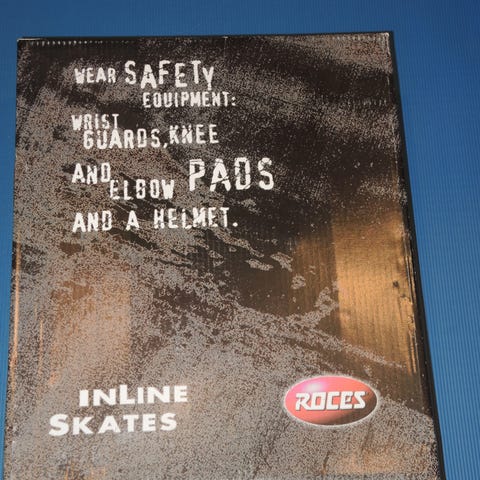 WEAR SAFETY
EQUIPMENT:
WRIST
GUARDS, KNEE
AND
ELBOW PADS
AND A HELMET.
INLINE
SKATES
ROCES